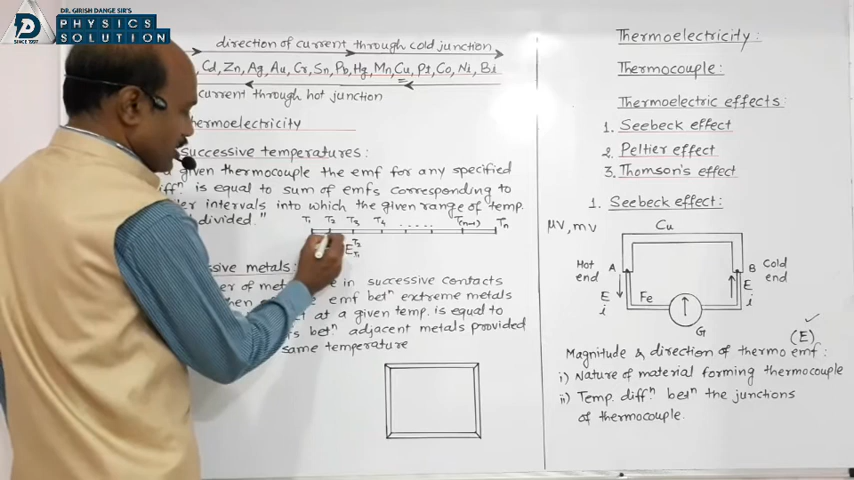 DR. GIRISH DANGE SIR'S
PHYSICS
SOLUTION
SINCE 1997
direction of current through cold junction
Cd, Zn, Ag, Au, Cr, Sn, Pb, Hg, Mn, Cu, Pt, Co, Ni, Bi
current through hot junction
hermoelectricity
successive temperatures:
given thermocouple the emf for any specified
diffⁿ. is equal to sum of emfs corresponding to
er intervals into which the given range of temp.
divided."
T₁ T₂ T₃ T₄ ..... T(n-1) Tₙ
ssive metals:
er of me in successive contacts
hen emf betⁿ extreme metals
at a given temp. is equal to
s betⁿ adjacent metals provided
same temperature
Thermoelectricity:
Thermocouple:
Thermoelectric effects:
1. Seebeck effect
2. Peltier effect
3. Thomson's effect
1. Seebeck effect:
μV, mV
Cu
Hot
end
A
B
Cold
end
E
i
Fe
E
i
G
(E)
Magnitude & direction of thermo emf:
i) Nature of material forming thermocouple
ii) Temp. diffⁿ. betⁿ the junctions
of thermocouple.